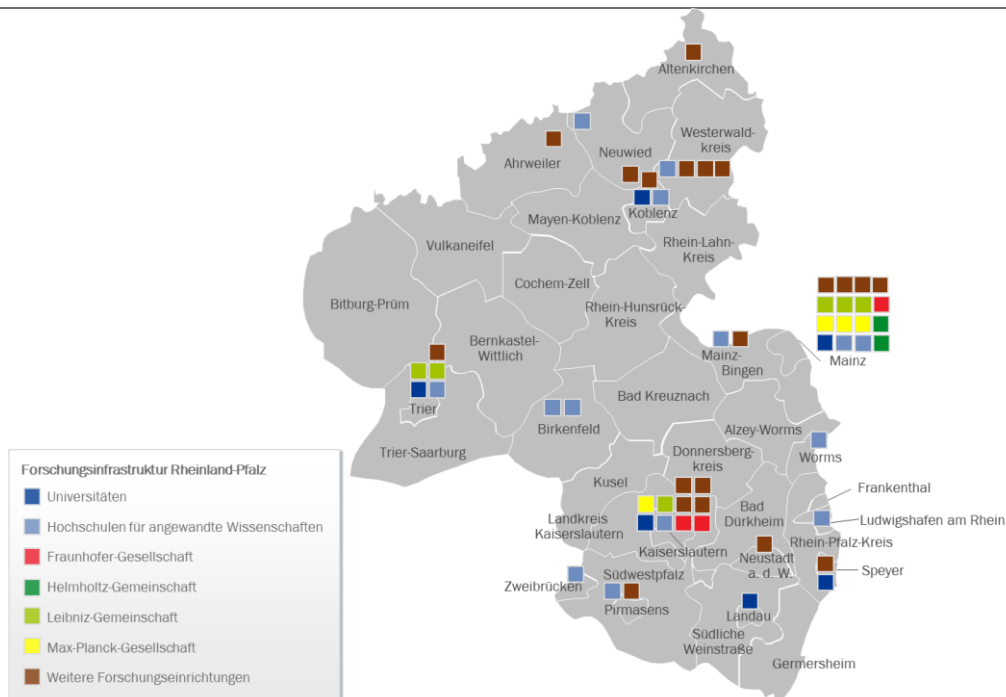 Altenkirchen
Westerwald-
kreis
Neuwied
Ahrweiler
Koblenz
Mayen-Koblenz
Rhein-Lahn-
Kreis
Vulkaneifel
Cochem-Zell
Bitburg-Prüm
Rhein-Hunsrück-
Kreis
Bernkastel-
Wittlich
Mainz
Mainz-
Bingen
Bad Kreuznach
Trier
Birkenfeld
Alzey-Worms
Trier-Saarburg
Worms
Donnersberg-
kreis
Kusel
Frankenthal
Bad
Dürkheim
Landkreis
Kaiserslautern
Ludwigshafen am Rhein
Rhein-Pfalz-Kreis
Kaiserslautern
Neustadt
a. d. W.
Speyer
Südwestpfalz
Zweibrücken
Pirmasens
Landau
Südliche
Weinstraße
Germersheim
Forschungsinfrastruktur Rheinland-Pfalz
Universitäten
Hochschulen für angewandte Wissenschaften
Fraunhofer-Gesellschaft
Helmholtz-Gemeinschaft
Leibniz-Gemeinschaft
Max-Planck-Gesellschaft
Weitere Forschungseinrichtungen